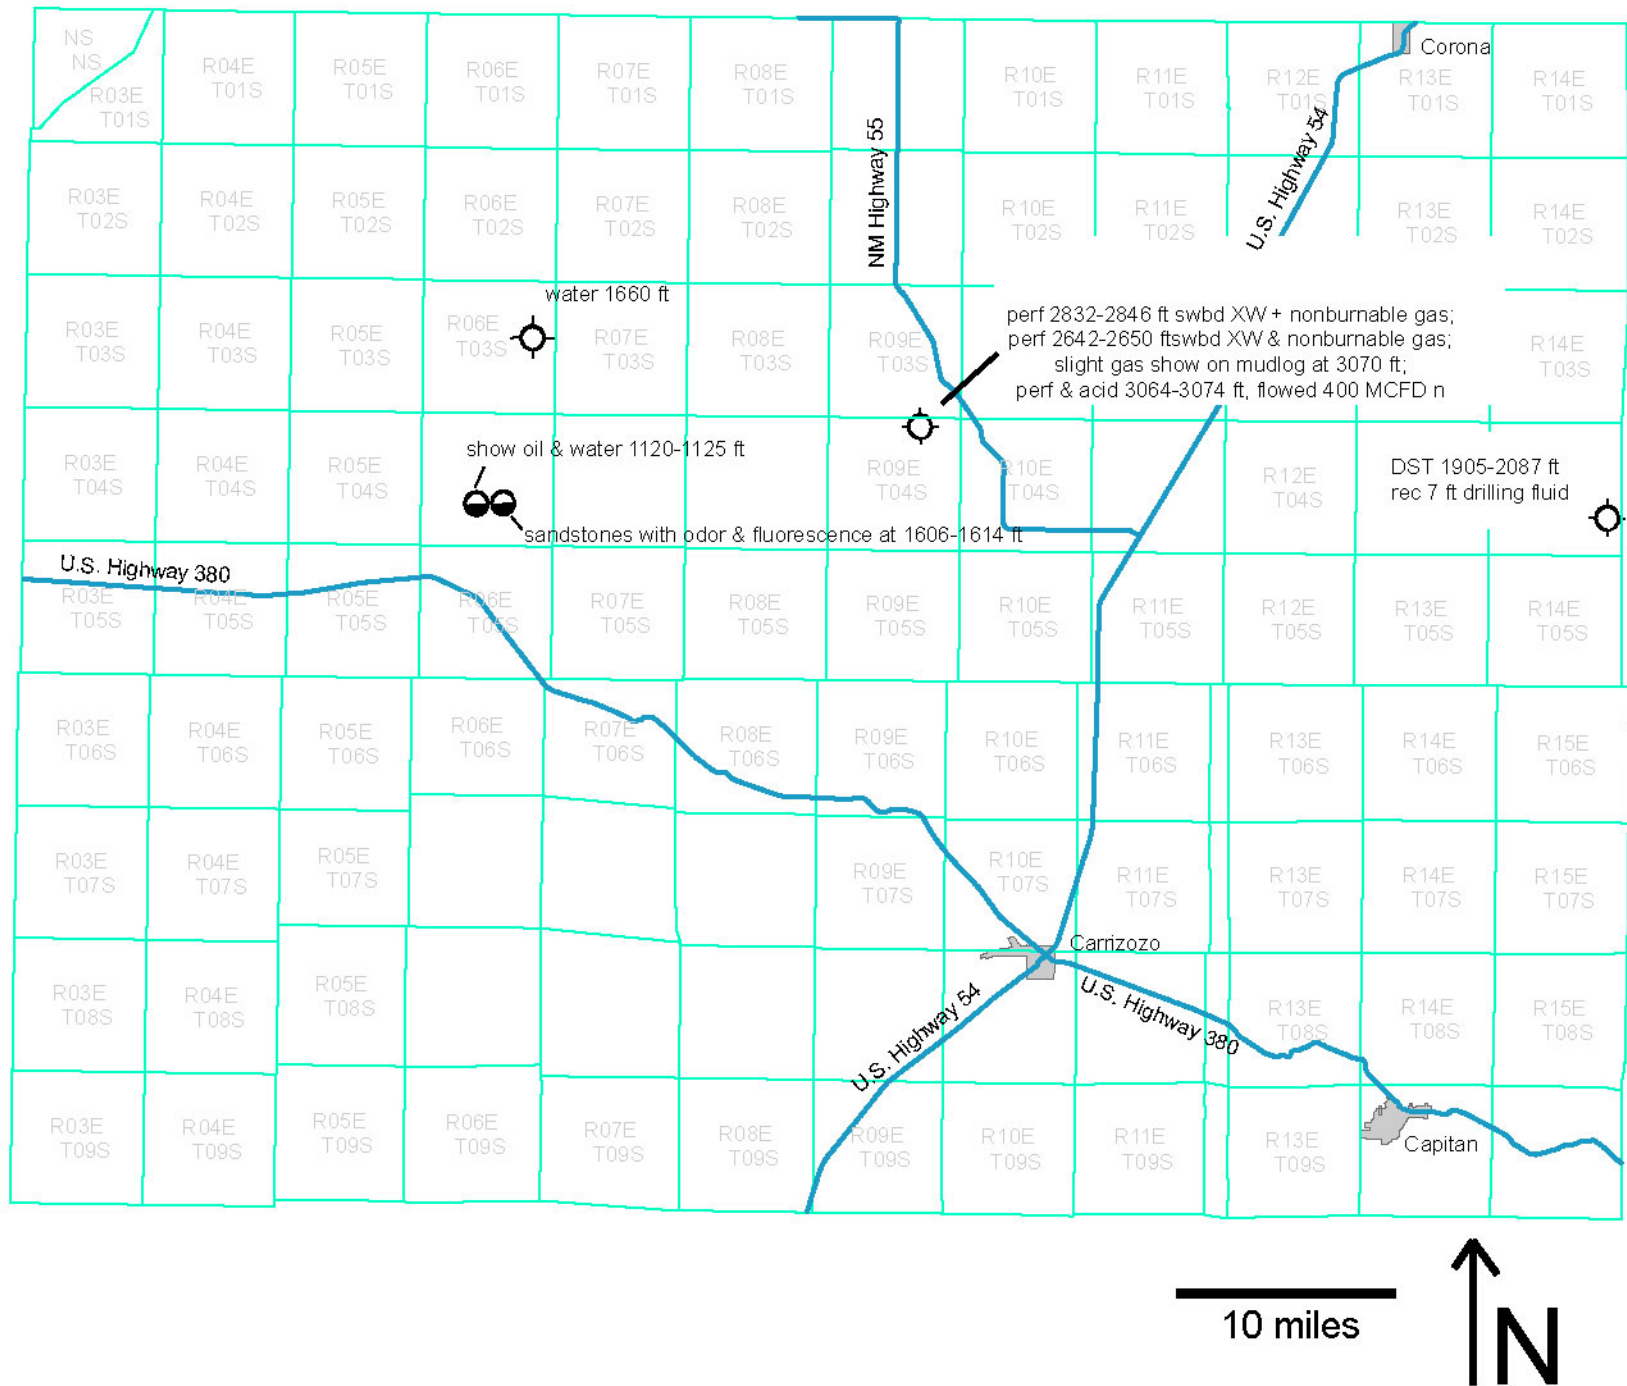 NS
NS
Corona
R03E R04E R05E R06E R07E R08E R10E R11E R12E R13E R14E
T01S T01S T01S T01S T01S T01S T01S T01S T01S T01S T01S
NM Highway 55
U.S. Highway 54
R03E R04E R05E R06E R07E R08E R10E R11E R13E R14E
T02S T02S T02S T02S T02S T02S T02S T02S T02S T02S
water 1660 ft
perf 2832-2846 ft swbd XW + nonburnable gas;
perf 2642-2650 ftswbd XW & nonburnable gas;
slight gas show on mudlog at 3070 ft;
perf & acid 3064-3074 ft, flowed 400 MCFD n
R03E R04E R05E R06E R07E R08E R09E R14E
T03S T03S T03S T03S T03S T03S T03S T03S
show oil & water 1120-1125 ft
R03E R04E R05E R09E R10E R12E
T04S T04S T04S T04S T04S T04S
DST 1905-2087 ft
rec 7 ft drilling fluid
sandstones with odor & fluorescence at 1606-1614 ft
U.S. Highway 380
R03E R04E R05E R06E R07E R08E R09E R10E R11E R12E R13E R14E
T05S T05S T05S T05S T05S T05S T05S T05S T05S T05S T05S T05S
R03E R04E R05E R06E R07E R08E R09E R10E R11E R13E R14E R15E
T06S T06S T06S T06S T06S T06S T06S T06S T06S T06S T06S T06S
R03E R04E R05E R09E R10E R11E R13E R14E R15E
T07S T07S T07S T07S T07S T07S T07S T07S T07S
Carrizozo
R03E R04E R05E R13E R14E R15E
T08S T08S T08S T08S T08S T08S
U.S. Highway 54
U.S. Highway 380
R03E R04E R05E R06E R07E R08E R09E R10E R11E R13E
T09S T09S T09S T09S T09S T09S T09S T09S T09S T09S
Capitan
10 miles
N